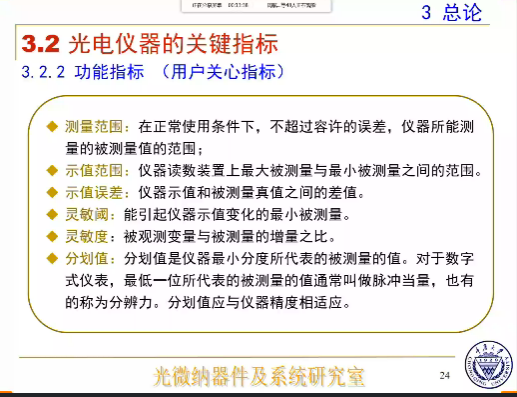 00:53:38
3 总论
3.2 光电仪器的关键指标
3.2.2 功能指标 （用户关心指标）
◆ 测量范围：在正常使用条件下，不超过容许的误差，仪器所能测
量的被测量值的范围；
◆ 示值范围：仪器读数装置上最大被测量与最小被测量之间的范围。
◆ 示值误差：仪器示值和被测量真值之间的差值。
◆ 灵敏阈：能引起仪器示值变化的最小被测量。
◆ 灵敏度：被观测变量与被测量的增量之比。
◆ 分划值：分划值是仪器最小分度所代表的被测量的值。对于数字
式仪表，最低一位所代表的被测量的值通常叫做脉冲当量，也有
的称为分辨力。分划值应与仪器精度相适应。
光微纳器件及系统研究室
24